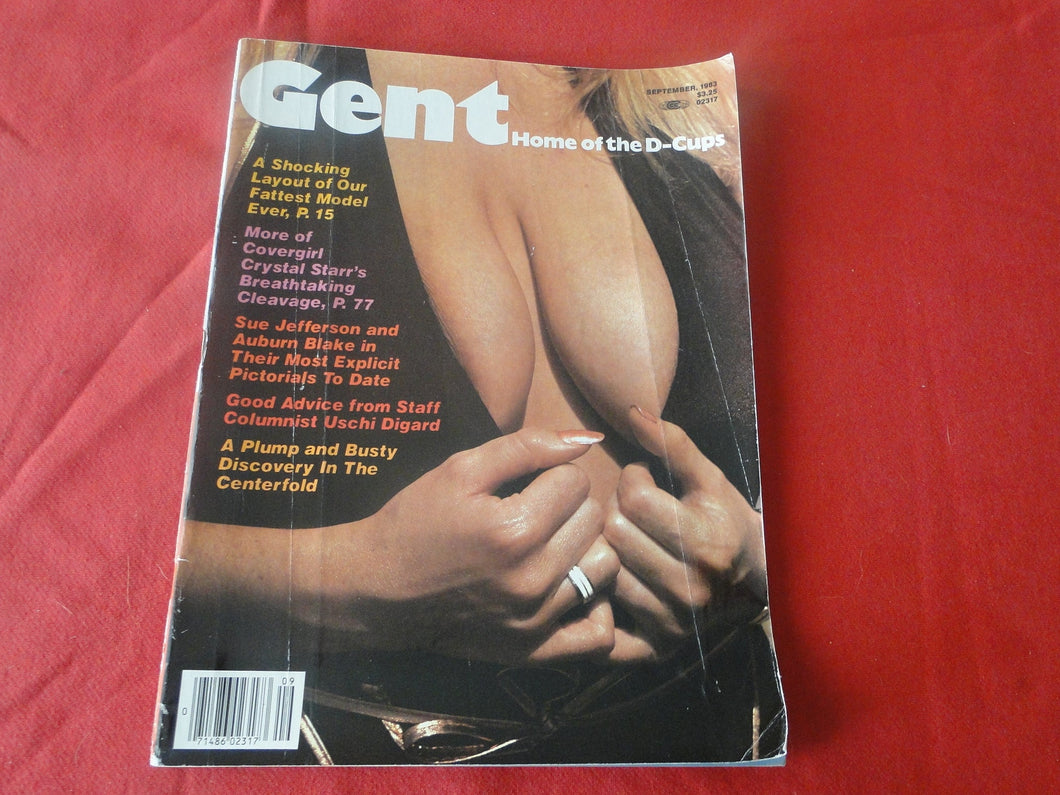 Gent
Home of the D-Cups
SEPTEMBER, 1983
$3.25
02317
A Shocking
Layout of Our
Fattest Model
Ever, P. 15
More of
Covergirl
Crystal Starr's
Breathtaking
Cleavage, P. 77
Sue Jefferson and
Auburn Blake in
Their Most Explicit
Pictorials To Date
Good Advice from Staff
Columnist Uschi Digard
A Plump and Busty
Discovery In The
Centerfold
09
0
71486 02317